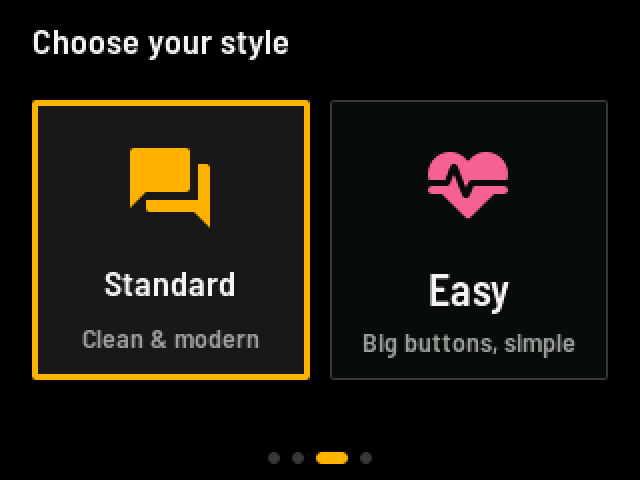 Choose your style
Standard
Clean & modern
Easy
Big buttons, simple